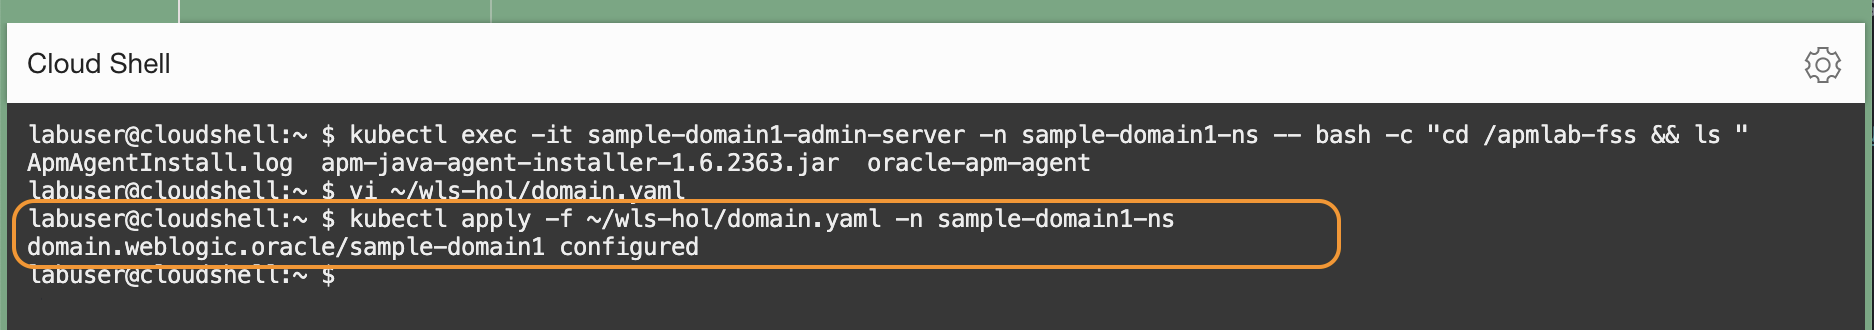 Cloud Shell
labuser@cloudshell:~ $ kubectl exec -it sample-domain1-admin-server -n sample-domain1-ns -- bash -c "cd /apmlab-fss && ls "
ApmAgentInstall.log  apm-java-agent-installer-1.6.2363.jar  oracle-apm-agent
labuser@cloudshell:~ $ vi ~/wls-hol/domain.yaml
labuser@cloudshell:~ $ kubectl apply -f ~/wls-hol/domain.yaml -n sample-domain1-ns
domain.weblogic.oracle/sample-domain1 configured
labuser@cloudshell:~ $